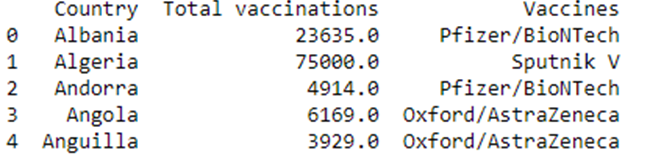 Country Total vaccinations Vaccines
0 Albania 23635.0 Pfizer/BioNTech
1 Algeria 75000.0 Sputnik V
2 Andorra 4914.0 Pfizer/BioNTech
3 Angola 6169.0 Oxford/AstraZeneca
4 Anguilla 3929.0 Oxford/AstraZeneca